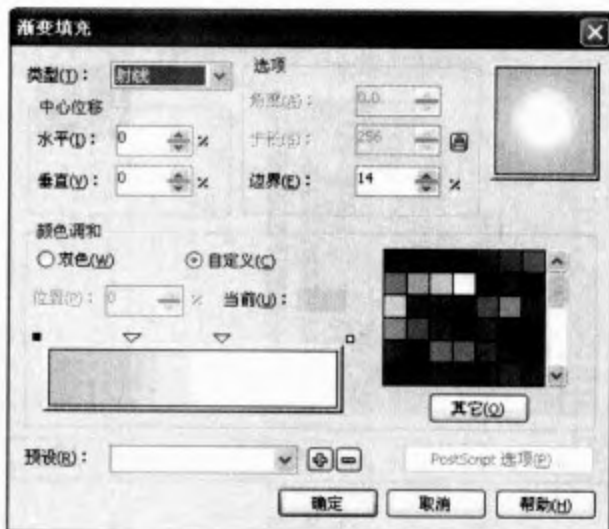 渐变填充
类型(T)： 射线
中心位移
水平(I)： 0 %
垂直(V)： 0 %
选项
角度(A)： 0.0
步长(S)： 256
边界(E)： 14 %
颜色调和
双色(W) 自定义(C)
位置(P)： 0 % 当前(U)：
其它(O)
预设(R)：
PostScript 选项(P)
确定 取消 帮助(H)